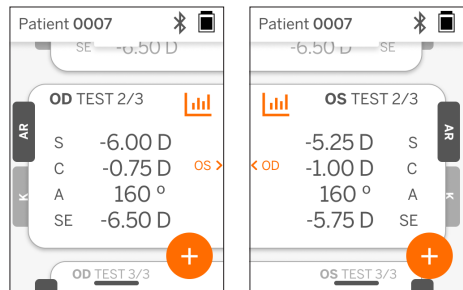 Patient 0007
SE -6.50 D
OD TEST 2/3
AR
K
S -6.00 D
C -0.75 D
A 160 º
SE -6.50 D
OS >
+
OD TEST 3/3
Patient 0007
-6.50 D SE
OS TEST 2/3
AR
K
-5.25 D S
-1.00 D C
160 º A
-5.75 D SE
< OD
+
OS TEST 3/3